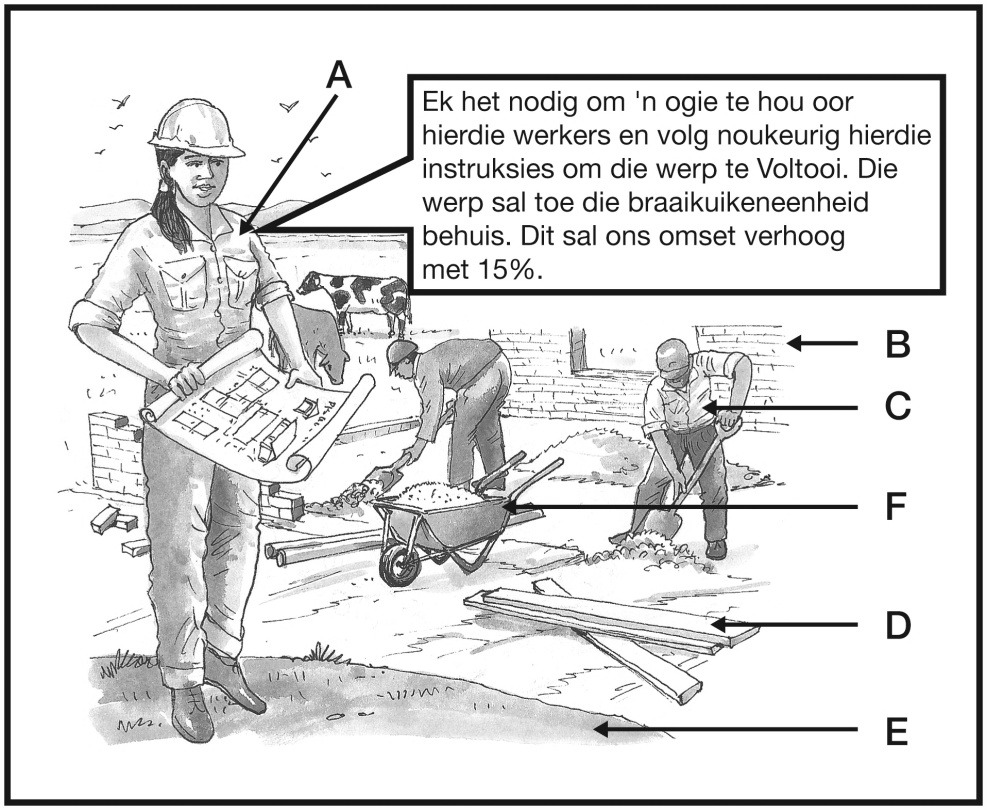 A
Ek het nodig om 'n ogie te hou oor
hierdie werkers en volg noukeurig hierdie
instruksies om die werp te Voltooi. Die
werp sal toe die braaikuikeneenheid
behuis. Dit sal ons omset verhoog
met 15%.
B
C
F
D
E